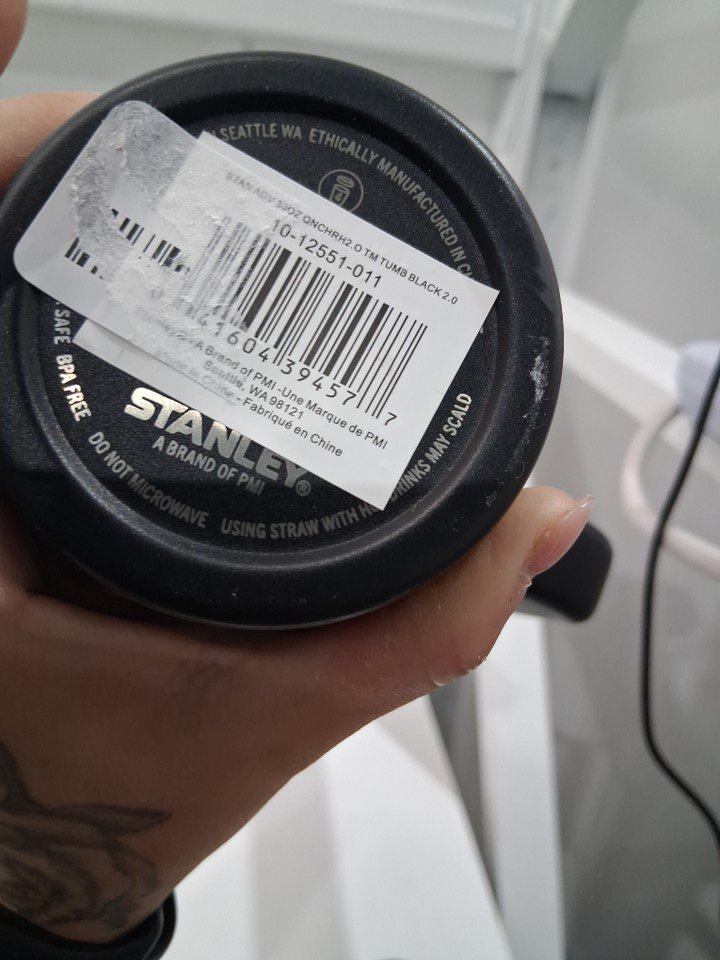 SEATTLE WA ETHICALLY MANUFACTURED IN
STAN ADV 30OZ QNCHRH2.O TM TUMB BLACK 2.0
10-12551-011
41604 39457 7
A Brand of PMI -Une Marque de PMI
Seattle, WA 98121
- Fabriqué en Chine
SAFE BPA FREE
STANLEY®
A BRAND OF PMI
DO NOT MICROWAVE USING STRAW WITH DRINKS MAY SCALD